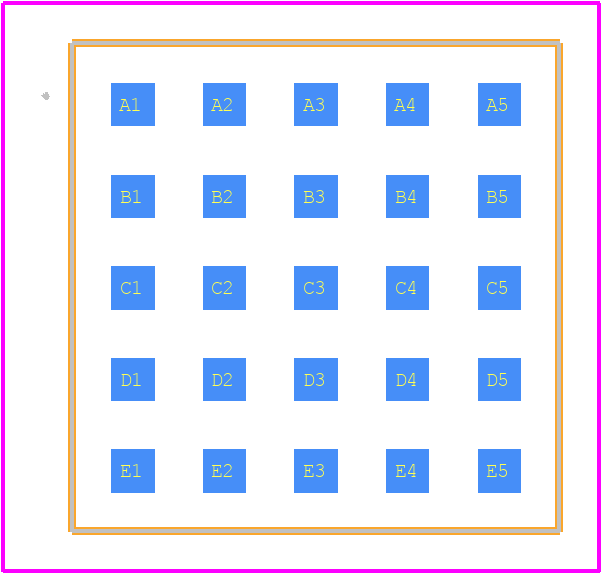 A1 A2 A3 A4 A5
B1 B2 B3 B4 B5
C1 C2 C3 C4 C5
D1 D2 D3 D4 D5
E1 E2 E3 E4 E5